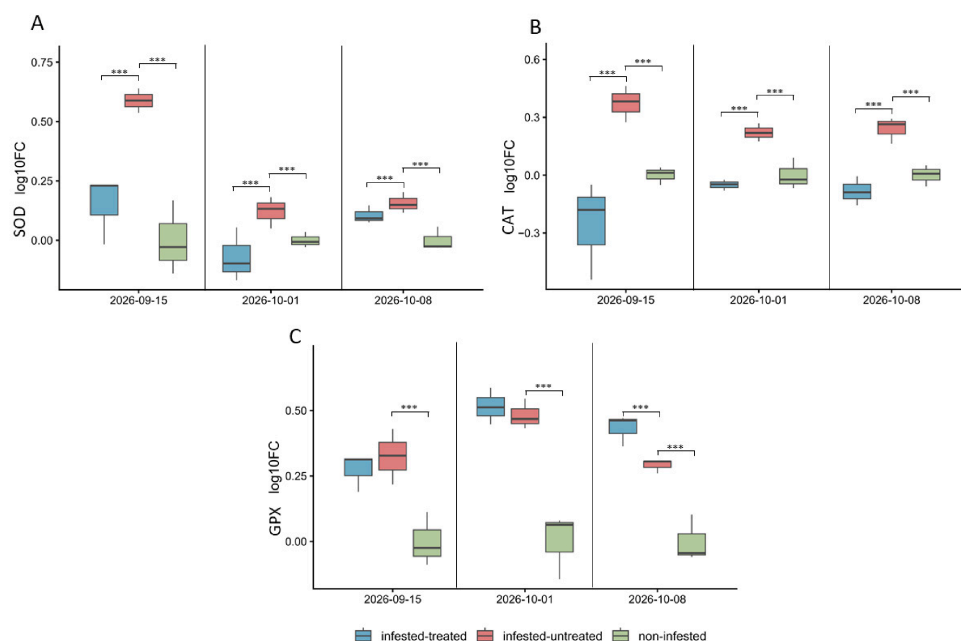 A
SOD log10FC
0.75
0.50
0.25
0.00
*** ***
*** ***
*** ***
2026-09-15 2026-10-01 2026-10-08
B
CAT log10FC
0.6
0.3
0.0
−0.3
*** ***
*** ***
*** ***
2026-09-15 2026-10-01 2026-10-08
C
GPX log10FC
0.50
0.25
0.00
***
***
***
***
2026-09-15 2026-10-01 2026-10-08
infested-treated infested-untreated non-infested